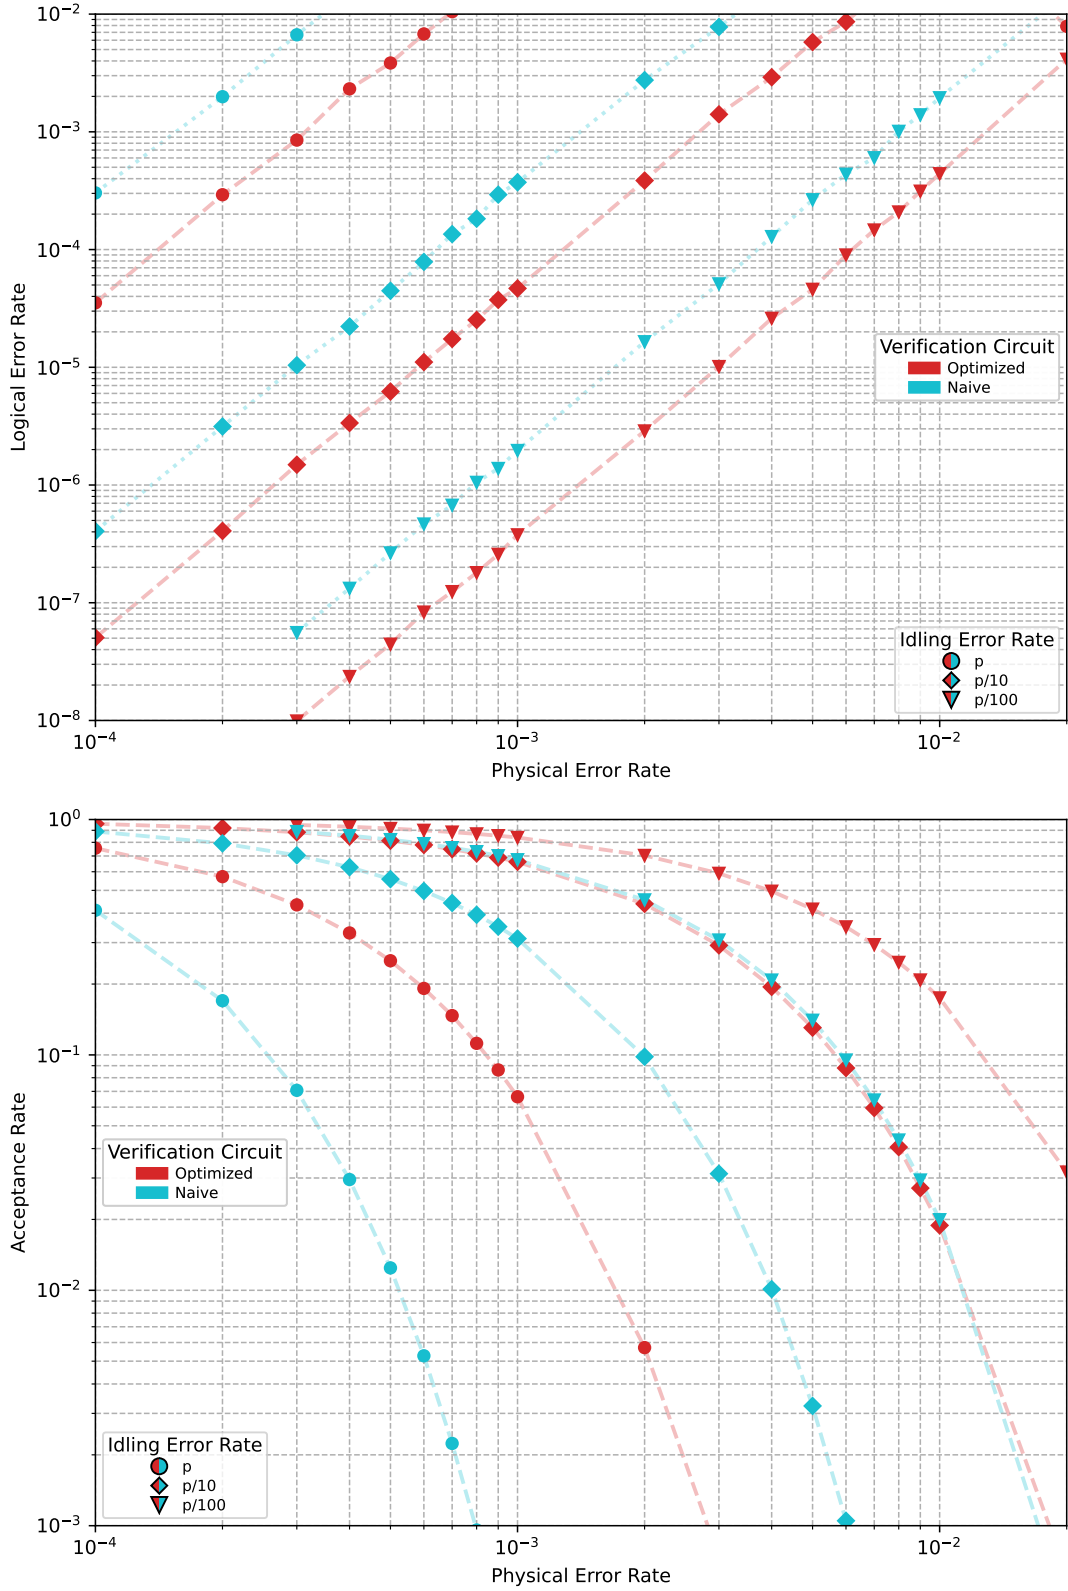 10⁻²
10⁻³
10⁻⁴
10⁻⁵
10⁻⁶
10⁻⁷
10⁻⁸
Logical Error Rate
Verification Circuit
Optimized
Naive
Idling Error Rate
p
p/10
p/100
10⁻⁴
10⁻³
10⁻²
Physical Error Rate
10⁰
10⁻¹
10⁻²
10⁻³
Acceptance Rate
Verification Circuit
Optimized
Naive
Idling Error Rate
p
p/10
p/100
10⁻⁴
10⁻³
10⁻²
Physical Error Rate